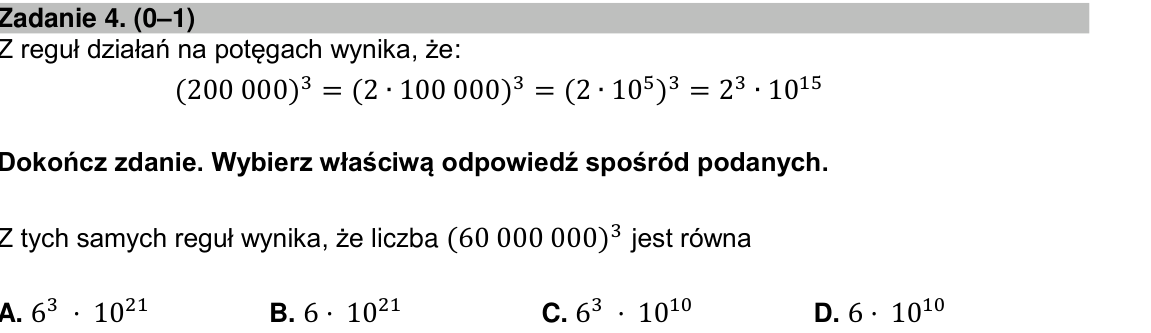 Zadanie 4. (0–1)
Z reguł działań na potęgach wynika, że:
(200 000)³ = (2 · 100 000)³ = (2 · 10⁵)³ = 2³ · 10¹⁵
Dokończ zdanie. Wybierz właściwą odpowiedź spośród podanych.
Z tych samych reguł wynika, że liczba (60 000 000)³ jest równa
A. 6³ · 10²¹ B. 6 · 10²¹ C. 6³ · 10¹⁰ D. 6 · 10¹⁰